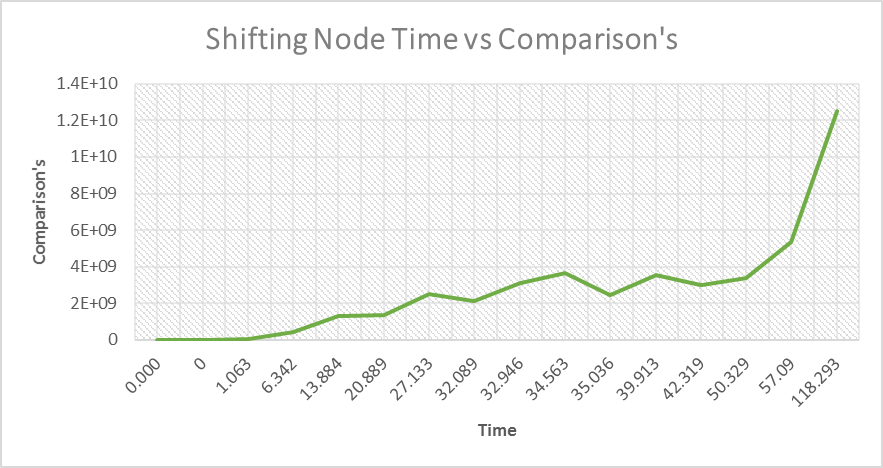 Shifting Node Time vs Comparison's
1.4E+10
1.2E+10
1E+10
8E+09
6E+09
4E+09
2E+09
0
Comparison's
0.000
0
1.063
6.342
13.884
20.889
27.133
32.089
32.946
34.563
35.036
39.913
42.319
50.329
57.09
118.293
Time